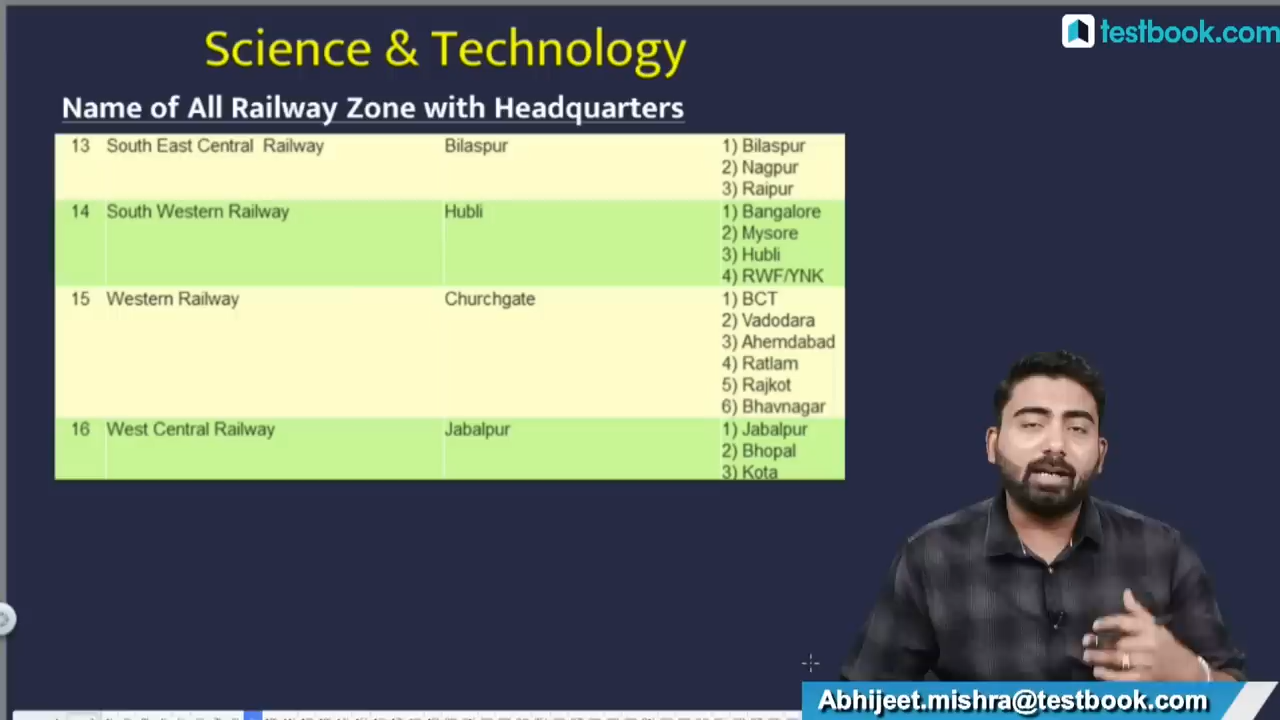 Science & Technology
testbook.com
Name of All Railway Zone with Headquarters
13 South East Central Railway Bilaspur 1) Bilaspur
2) Nagpur
3) Raipur
14 South Western Railway Hubli 1) Bangalore
2) Mysore
3) Hubli
4) RWF/YNK
15 Western Railway Churchgate 1) BCT
2) Vadodara
3) Ahemdabad
4) Ratlam
5) Rajkot
6) Bhavnagar
16 West Central Railway Jabalpur 1) Jabalpur
2) Bhopal
3) Kota
Abhijeet.mishra@testbook.com